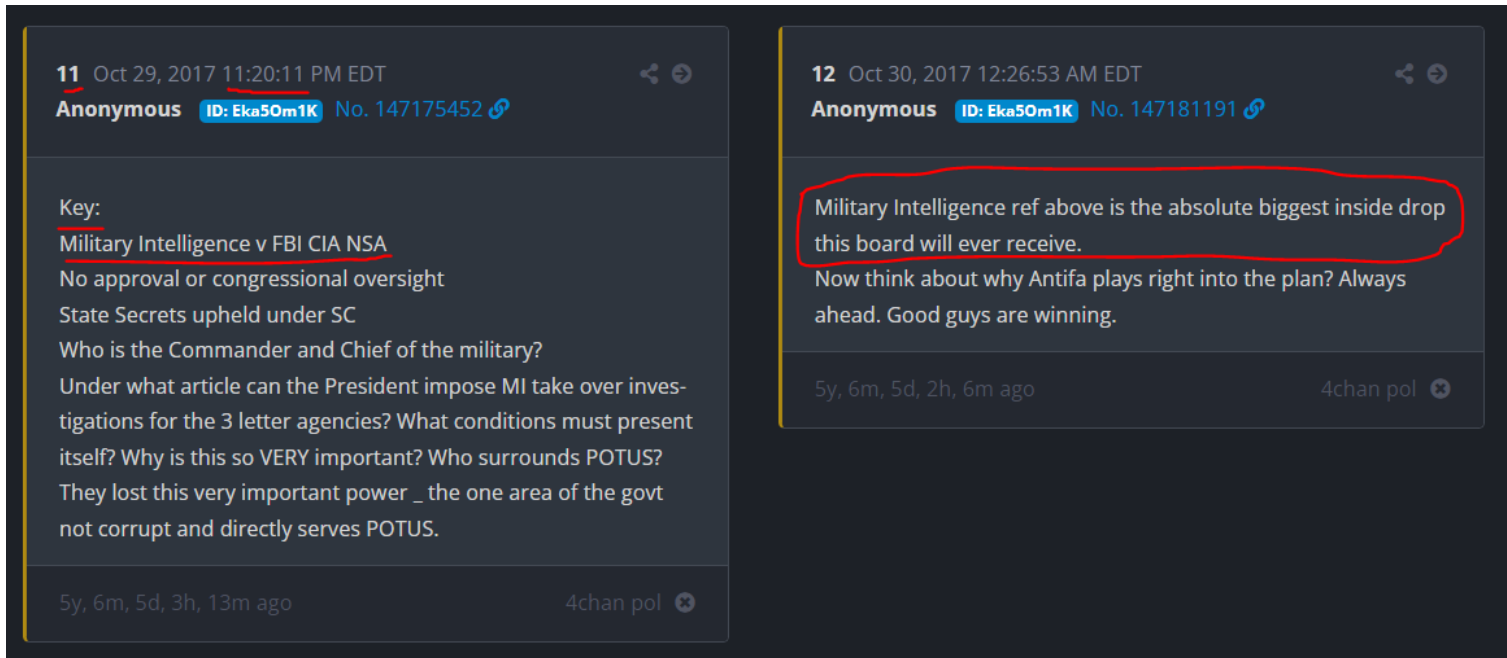 11 Oct 29, 2017 11:20:11 PM EDT
Anonymous ID: Eka5Om1K No. 147175452
Key:
Military Intelligence v FBI CIA NSA
No approval or congressional oversight
State Secrets upheld under SC
Who is the Commander and Chief of the military?
Under what article can the President impose MI take over inves-
tigations for the 3 letter agencies? What conditions must present
itself? Why is this so VERY important? Who surrounds POTUS?
They lost this very important power _ the one area of the govt
not corrupt and directly serves POTUS.
5y, 6m, 5d, 3h, 13m ago 4chan pol
12 Oct 30, 2017 12:26:53 AM EDT
Anonymous ID: Eka5Om1K No. 147181191
Military Intelligence ref above is the absolute biggest inside drop
this board will ever receive.
Now think about why Antifa plays right into the plan? Always
ahead. Good guys are winning.
5y, 6m, 5d, 2h, 6m ago 4chan pol